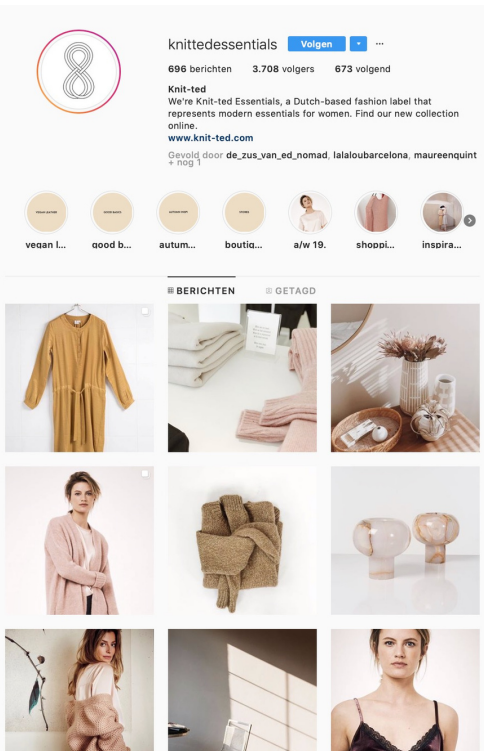 knittedessentials Volgen
696 berichten 3.708 volgers 673 volgend
Knit-ted
We're Knit-ted Essentials, a Dutch-based fashion label that
represents modern essentials for women. Find our new collection
online.
www.knit-ted.com
Gevold door de_zus_van_ed_nomad, lalaloubarcelona, maureenquint
+ nog 1
vegan l... good b... autum... boutiq... a/w 19. shoppi... inspira...
BERICHTEN GETAGD